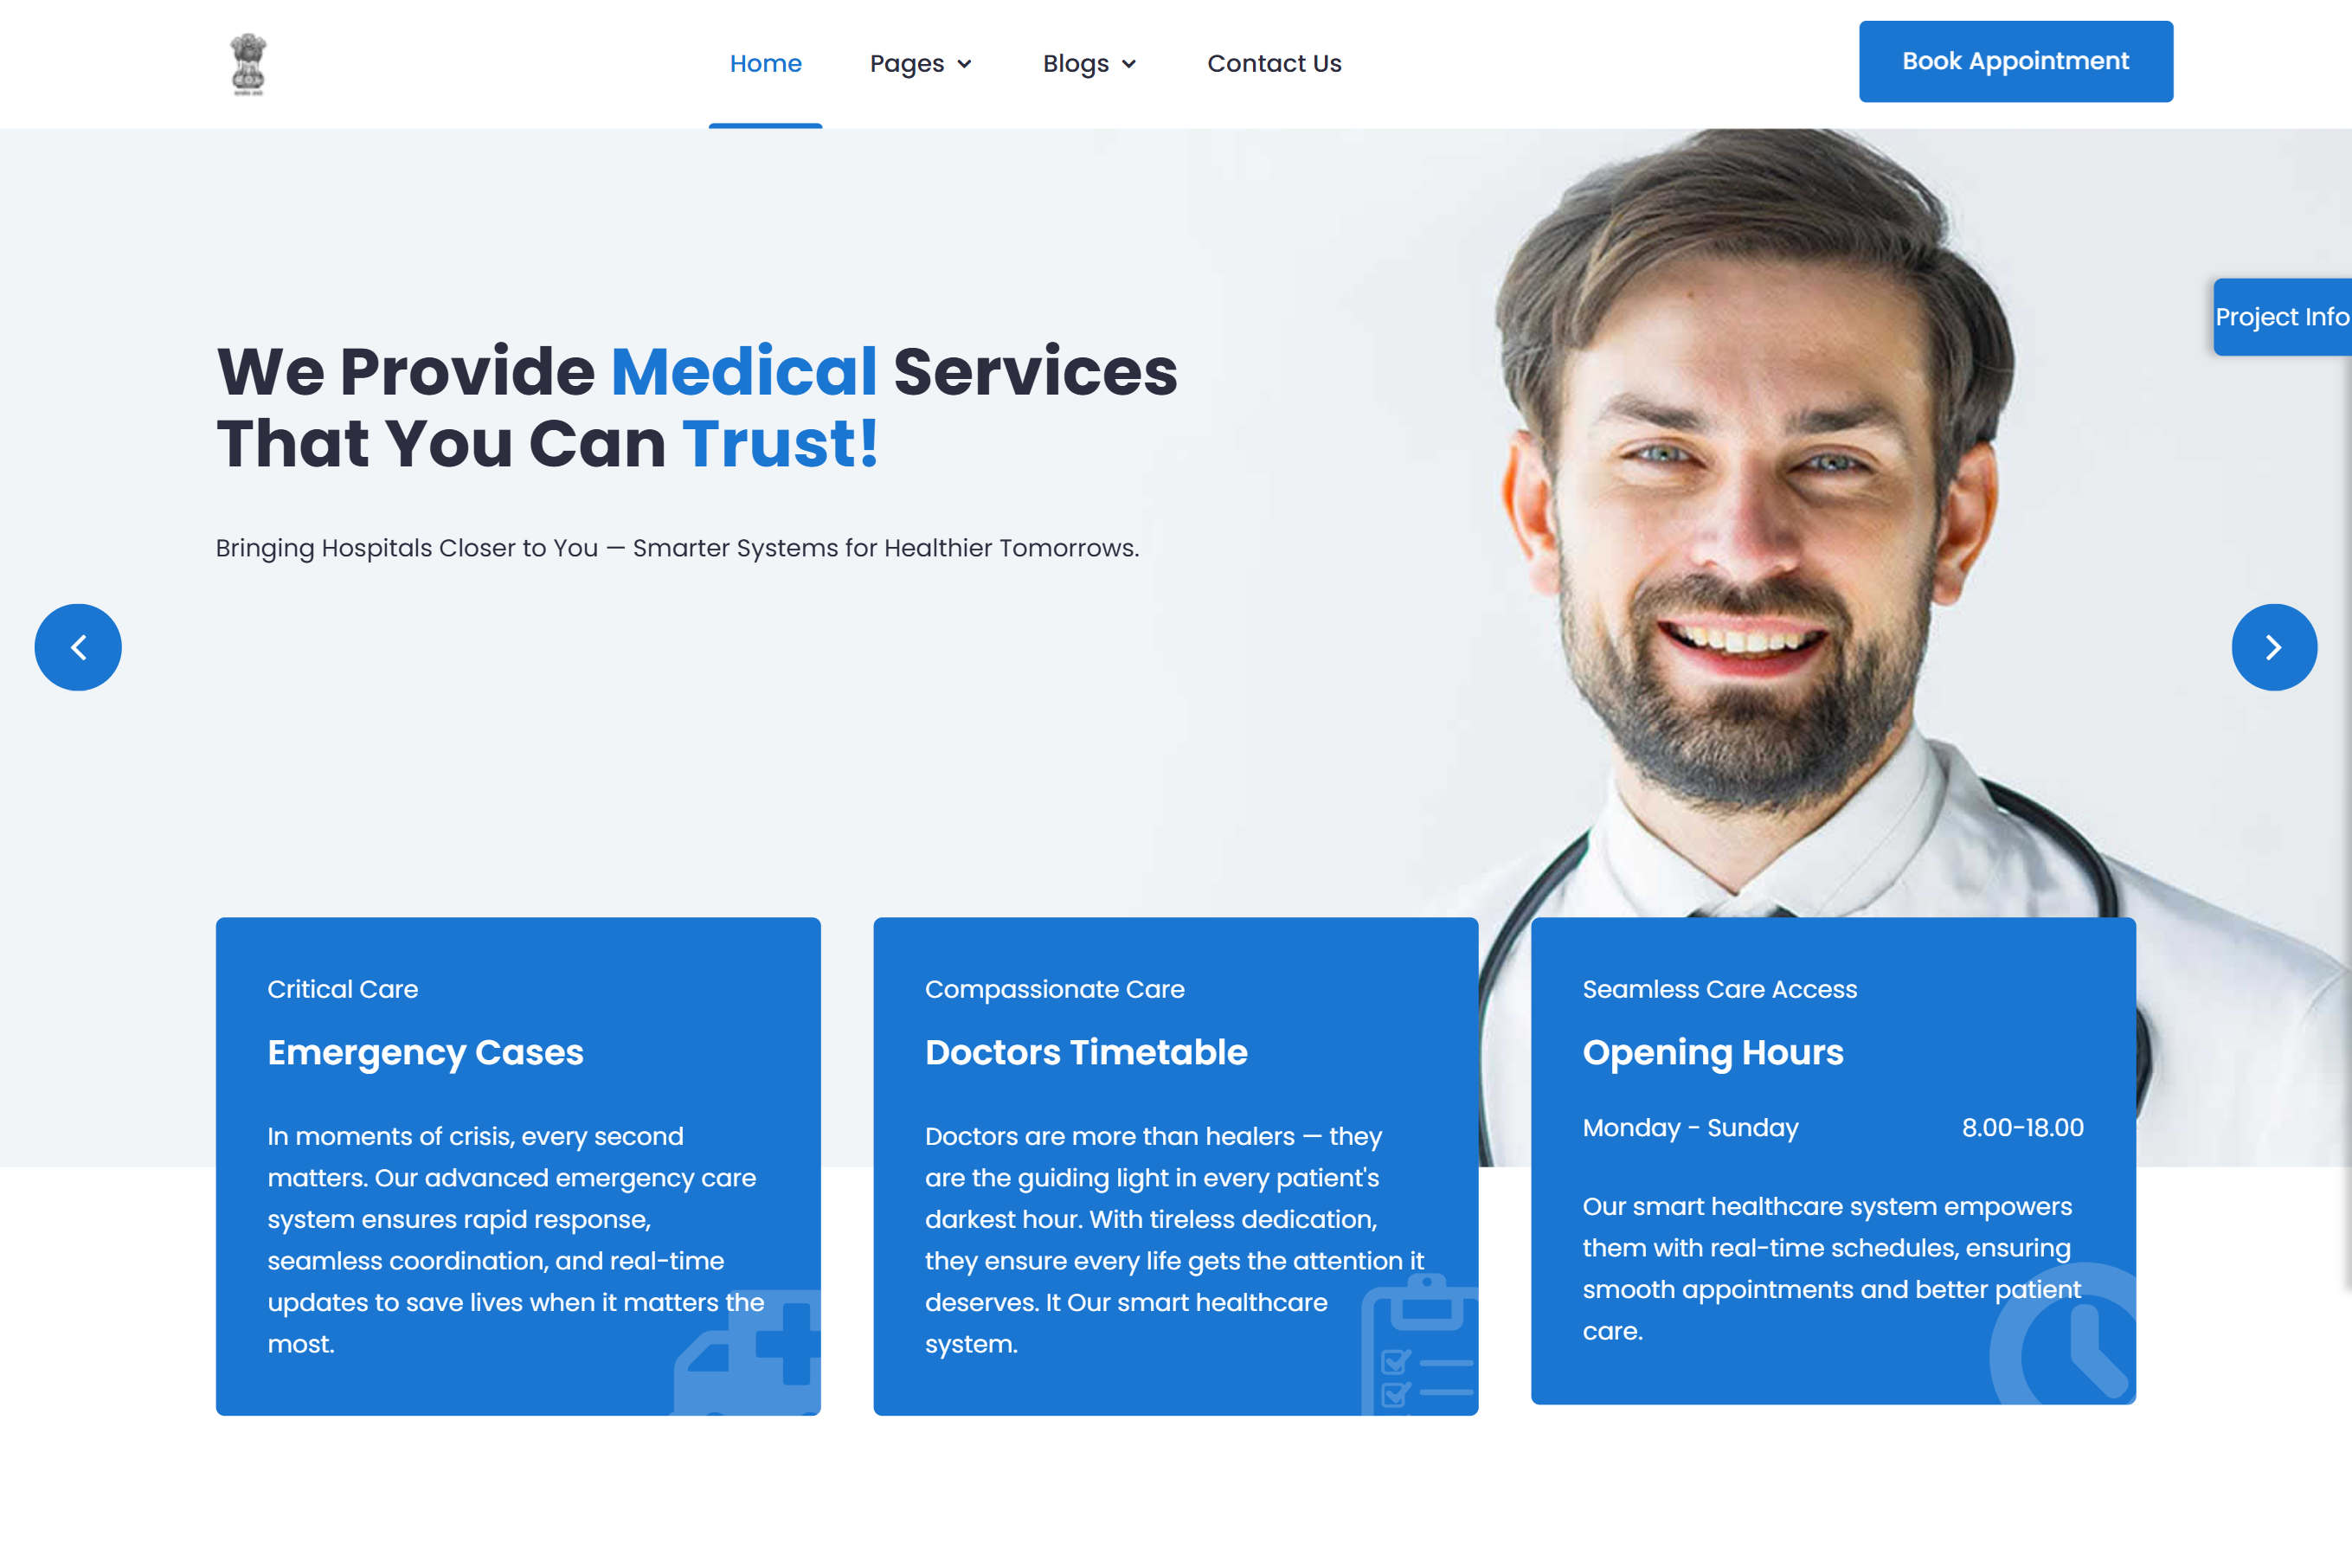 Home
Pages
Blogs
Contact Us
Book Appointment
Project Info
We Provide Medical Services
That You Can Trust!
Bringing Hospitals Closer to You — Smarter Systems for Healthier Tomorrows.
Critical Care
Emergency Cases
In moments of crisis, every second
matters. Our advanced emergency care
system ensures rapid response,
seamless coordination, and real-time
updates to save lives when it matters the
most.
Compassionate Care
Doctors Timetable
Doctors are more than healers — they
are the guiding light in every patient's
darkest hour. With tireless dedication,
they ensure every life gets the attention it
deserves. It Our smart healthcare
system.
Seamless Care Access
Opening Hours
Monday - Sunday 8.00-18.00
Our smart healthcare system empowers
them with real-time schedules, ensuring
smooth appointments and better patient
care.